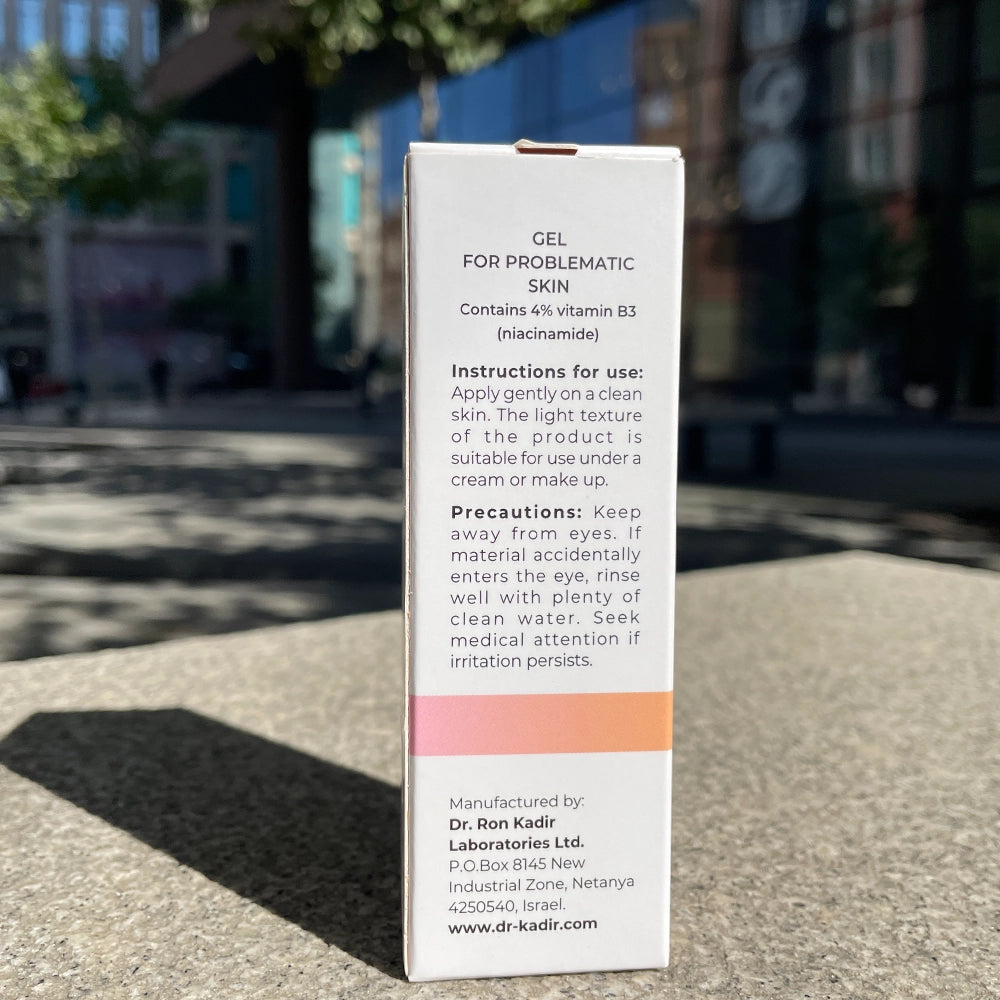 GEL
FOR PROBLEMATIC
SKIN
Contains 4% vitamin B3
(niacinamide)
Instructions for use:
Apply gently on a clean
skin. The light texture
of the product is
suitable for use under a
cream or make up.
Precautions: Keep
away from eyes. If
material accidentally
enters the eye, rinse
well with plenty of
clean water. Seek
medical attention if
irritation persists.
Manufactured by:
Dr. Ron Kadir
Laboratories Ltd.
P.O.Box 8145 New
Industrial Zone, Netanya
4250540, Israel.
www.dr-kadir.com